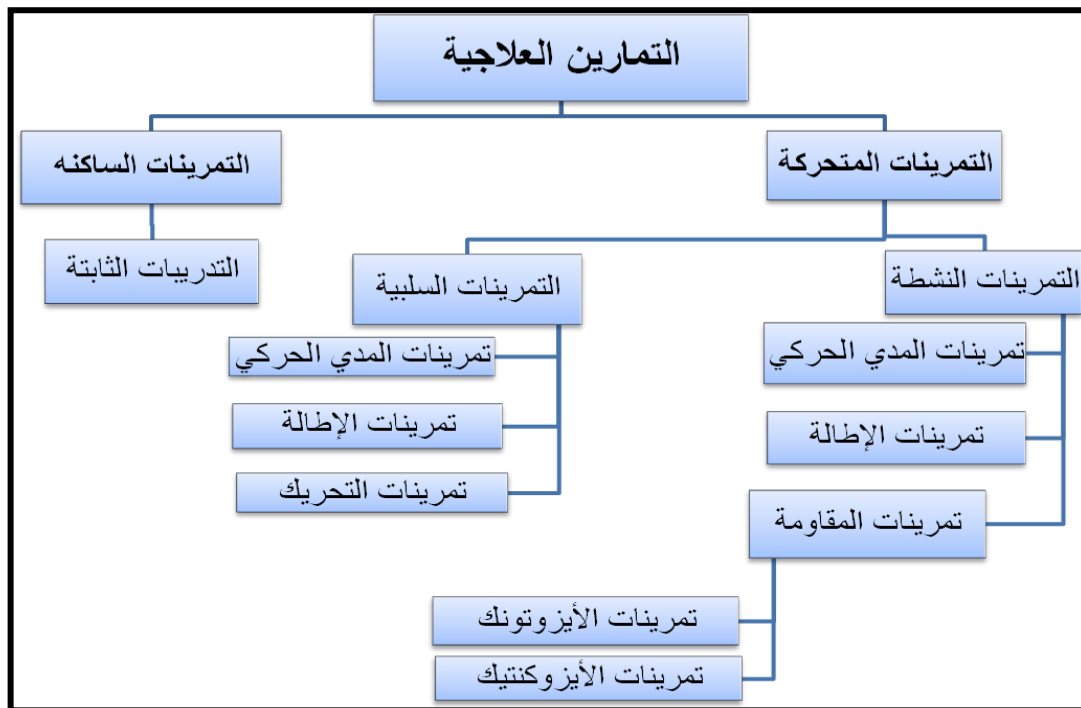 التمارين العلاجية
التمرينات المتحركة
التمرينات الساكنه
التمرينات النشطة
التمرينات السلبية
التدريبات الثابتة
تمرينات المدي الحركي
تمرينات المدي الحركي
تمرينات الإطالة
تمرينات الإطالة
تمرينات التحريك
تمرينات المقاومة
تمرينات الأيزوتونك
تمرينات الأيزوكنتيك